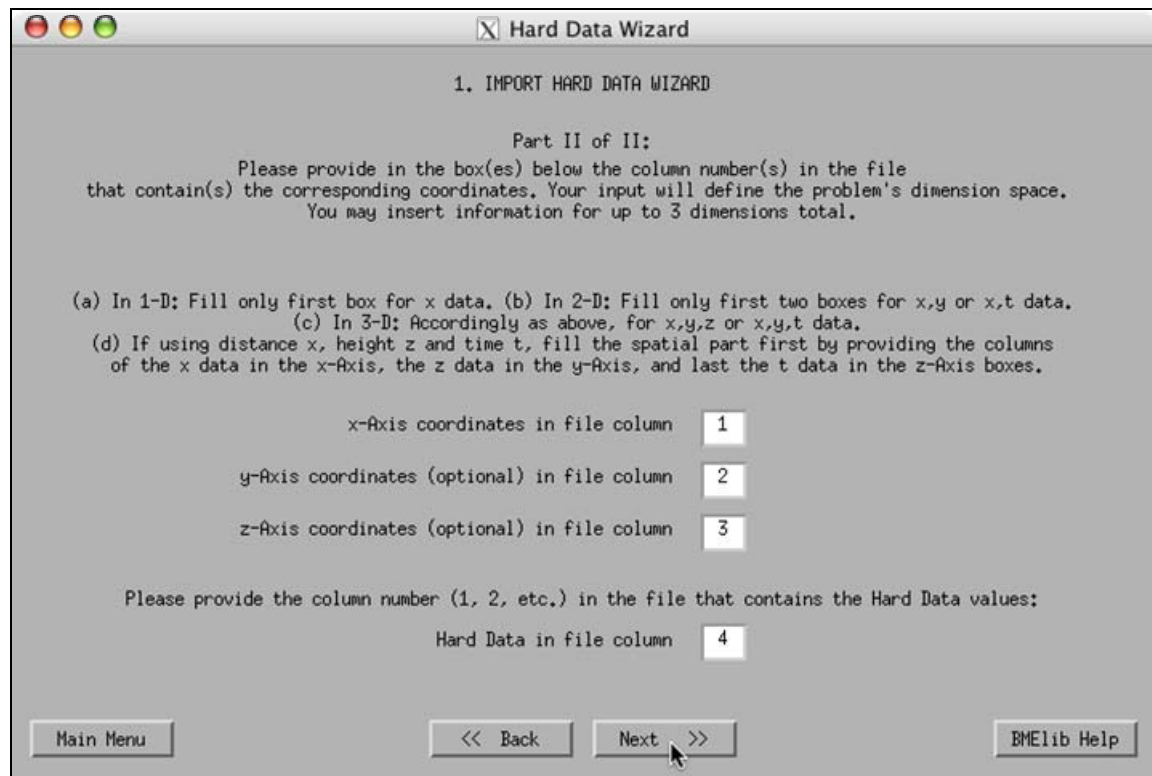 X Hard Data Wizard
1. IMPORT HARD DATA WIZARD
Part II of II:
Please provide in the box(es) below the column number(s) in the file
that contain(s) the corresponding coordinates. Your input will define the problem's dimension space.
You may insert information for up to 3 dimensions total.
(a) In 1-D: Fill only first box for x data. (b) In 2-D: Fill only first two boxes for x,y or x,t data.
(c) In 3-D: Accordingly as above, for x,y,z or x,y,t data.
(d) If using distance x, height z and time t, fill the spatial part first by providing the columns
of the x data in the x-Axis, the z data in the y-Axis, and last the t data in the z-Axis boxes.
x-Axis coordinates in file column 1
y-Axis coordinates (optional) in file column 2
z-Axis coordinates (optional) in file column 3
Please provide the column number (1, 2, etc.) in the file that contains the Hard Data values:
Hard Data in file column 4
Main Menu << Back Next >> BMElib Help